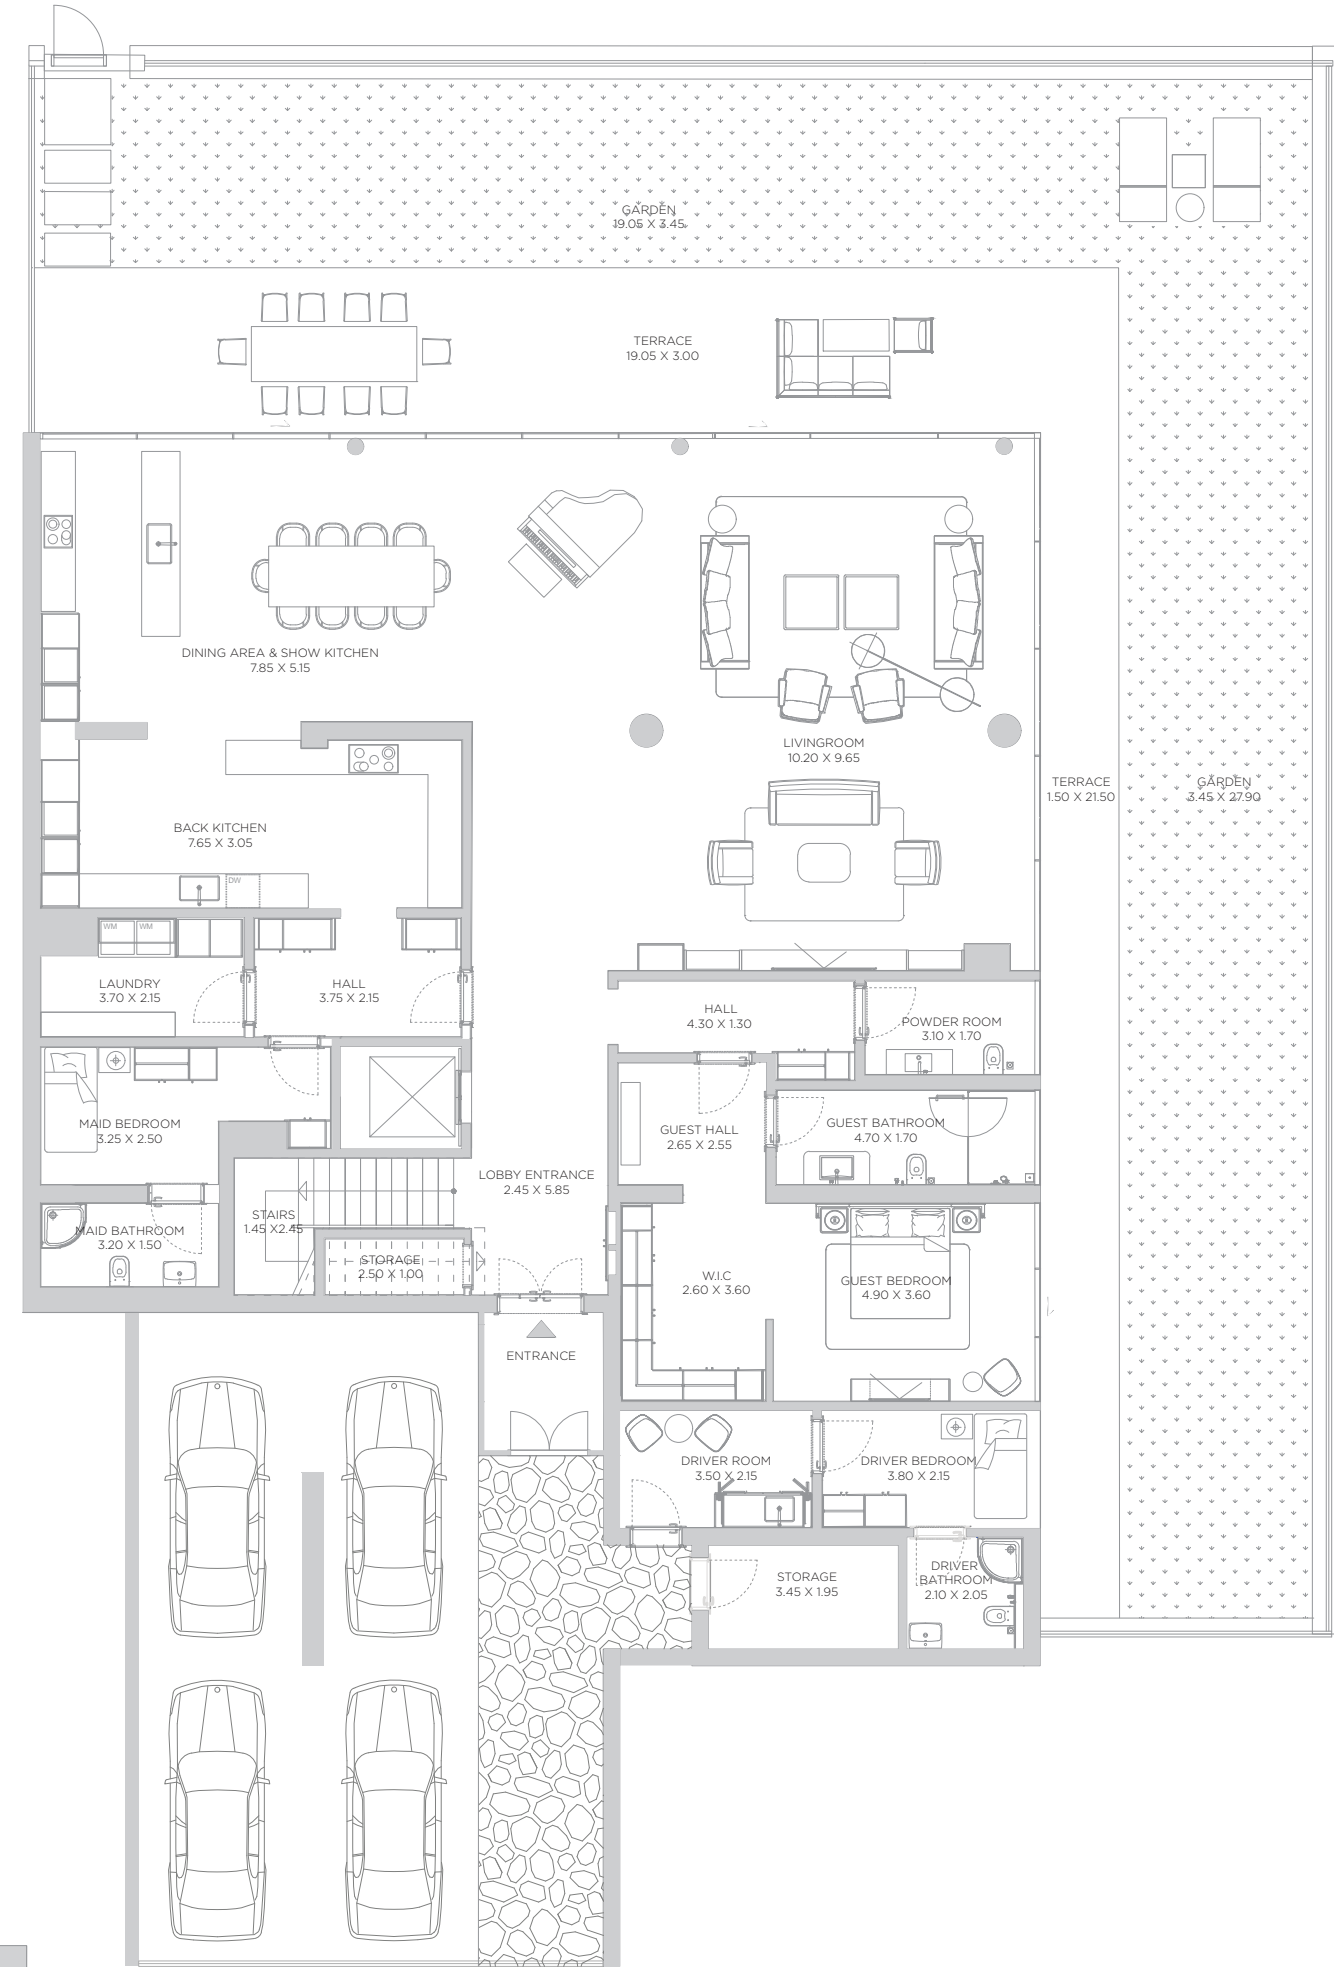 GARDEN
19.05 X 3.45
TERRACE
19.05 X 3.00
DINING AREA & SHOW KITCHEN
7.85 X 5.15
LIVINGROOM
10.20 X 9.65
TERRACE
1.50 X 21.50
GARDEN
3.45 X 27.90
BACK KITCHEN
7.65 X 3.05
DW
WM
WM
LAUNDRY
3.70 X 2.15
HALL
3.75 X 2.15
HALL
4.30 X 1.30
POWDER ROOM
3.10 X 1.70
MAID BEDROOM
3.25 X 2.50
GUEST HALL
2.65 X 2.55
GUEST BATHROOM
4.70 X 1.70
LOBBY ENTRANCE
2.45 X 5.85
STAIRS
1.45 X2.45
MAID BATHROOM
3.20 X 1.50
STORAGE
2.50 X 1.00
W.I.C
2.60 X 3.60
GUEST BEDROOM
4.90 X 3.60
ENTRANCE
DRIVER ROOM
3.50 X 2.15
DRIVER BEDROOM
3.80 X 2.15
STORAGE
3.45 X 1.95
DRIVER
BATHROOM
2.10 X 2.05